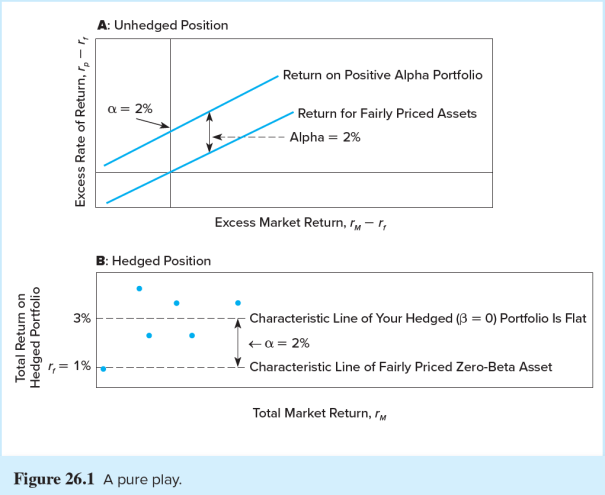 A: Unhedged Position
Excess Rate of Return, rₚ − r_f
Return on Positive Alpha Portfolio
α = 2%
Return for Fairly Priced Assets
Alpha = 2%
Excess Market Return, r_M − r_f
B: Hedged Position
Total Return on
Hedged Portfolio
3%
Characteristic Line of Your Hedged (β = 0) Portfolio Is Flat
←α = 2%
r_f = 1%
Characteristic Line of Fairly Priced Zero-Beta Asset
Total Market Return, r_M
Figure 26.1 A pure play.